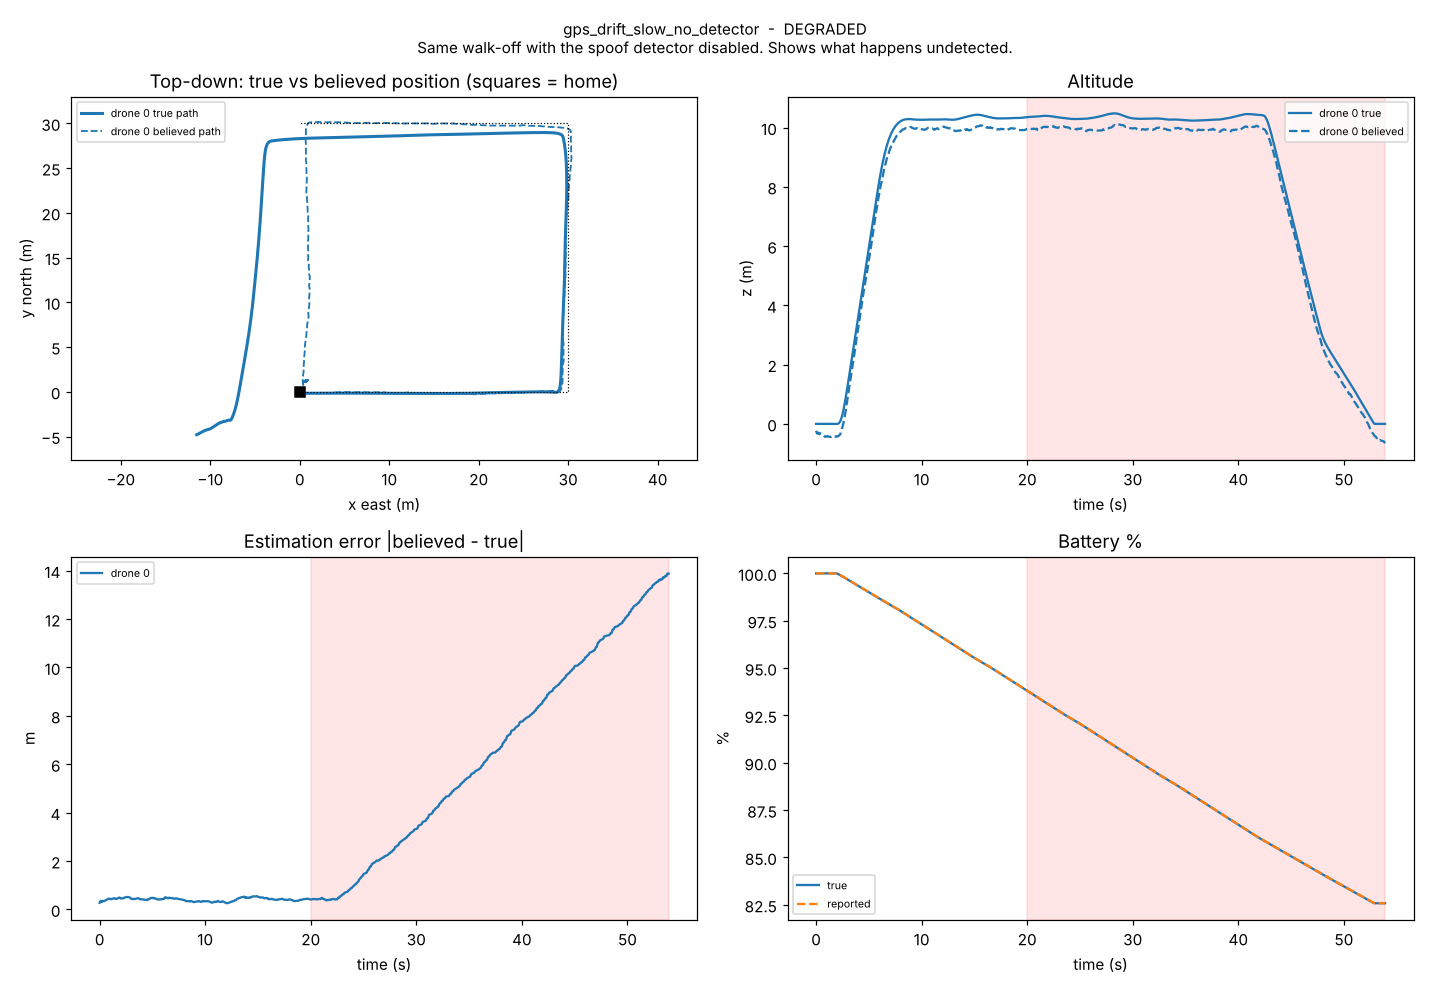 gps_drift_slow_no_detector - DEGRADED
Same walk-off with the spoof detector disabled. Shows what happens undetected.
Top-down: true vs believed position (squares = home)
drone 0 true path
drone 0 believed path
30
25
20
15
10
5
0
−5
y north (m)
−20
−10
0
10
20
30
40
x east (m)
Altitude
drone 0 true
drone 0 believed
10
8
6
4
2
0
z (m)
0
10
20
30
40
50
time (s)
Estimation error |believed - true|
drone 0
14
12
10
8
6
4
2
0
m
0
10
20
30
40
50
time (s)
Battery %
100.0
97.5
95.0
92.5
90.0
87.5
85.0
82.5
%
true
reported
0
10
20
30
40
50
time (s)